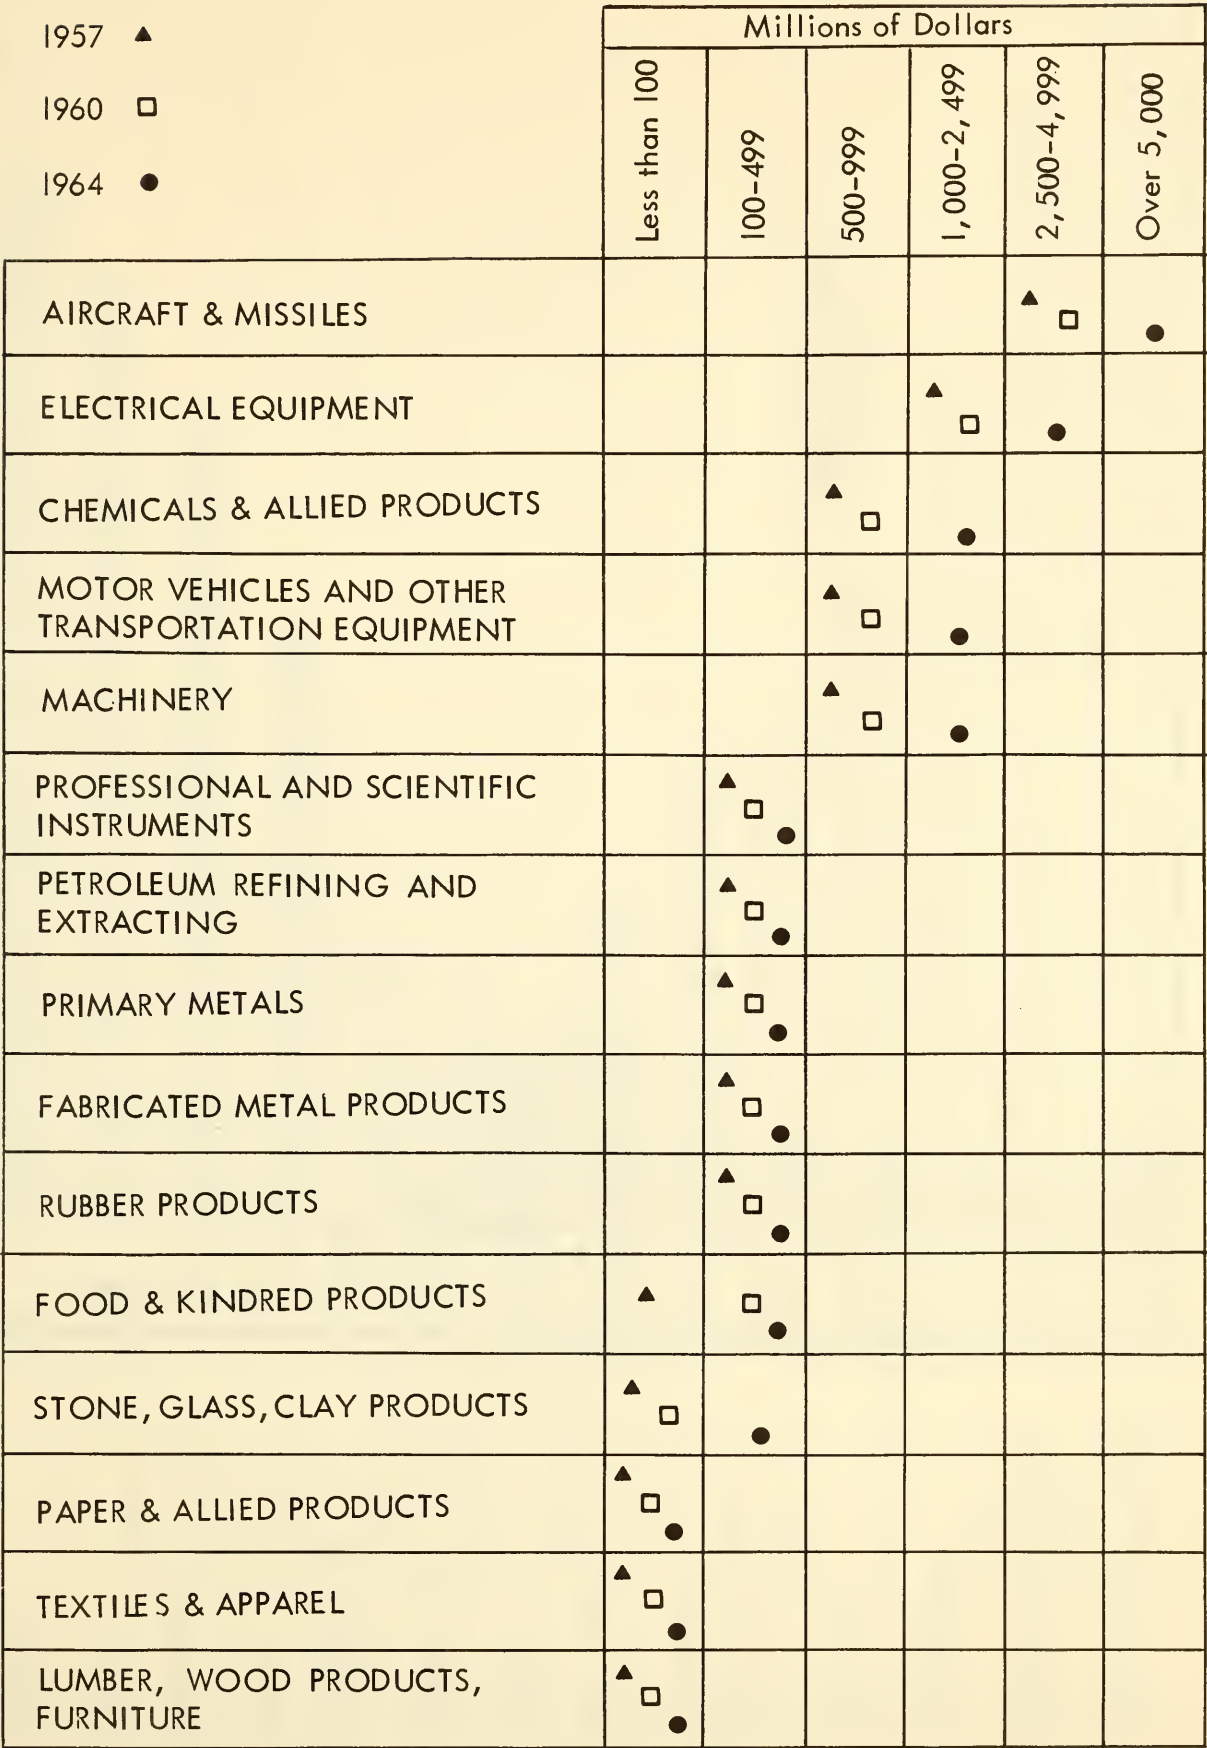 1957 ▲
1960 □
1964 ●
Millions of Dollars
Less than 100
100-499
500-999
1,000-2,499
2,500-4,999
Over 5,000
AIRCRAFT & MISSILES
ELECTRICAL EQUIPMENT
CHEMICALS & ALLIED PRODUCTS
MOTOR VEHICLES AND OTHER
TRANSPORTATION EQUIPMENT
MACHINERY
PROFESSIONAL AND SCIENTIFIC
INSTRUMENTS
PETROLEUM REFINING AND
EXTRACTING
PRIMARY METALS
FABRICATED METAL PRODUCTS
RUBBER PRODUCTS
FOOD & KINDRED PRODUCTS
STONE, GLASS, CLAY PRODUCTS
PAPER & ALLIED PRODUCTS
TEXTILES & APPAREL
LUMBER, WOOD PRODUCTS,
FURNITURE